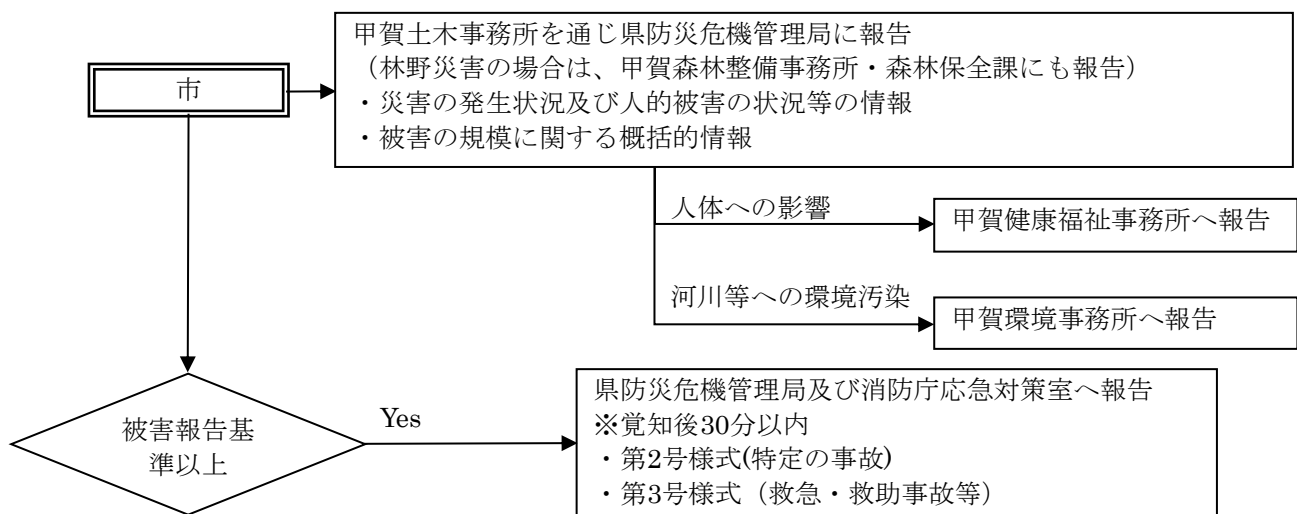 甲賀土木事務所を通じ県防災危機管理局に報告
（林野災害の場合は、甲賀森林整備事務所・森林保全課にも報告）
・災害の発生状況及び人的被害の状況等の情報
・被害の規模に関する概括的情報
市
人体への影響
甲賀健康福祉事務所へ報告
河川等への環境汚染
甲賀環境事務所へ報告
被害報告基
準以上
Yes
県防災危機管理局及び消防庁応急対策室へ報告
※覚知後30分以内
・第2号様式(特定の事故)
・第3号様式（救急・救助事故等）